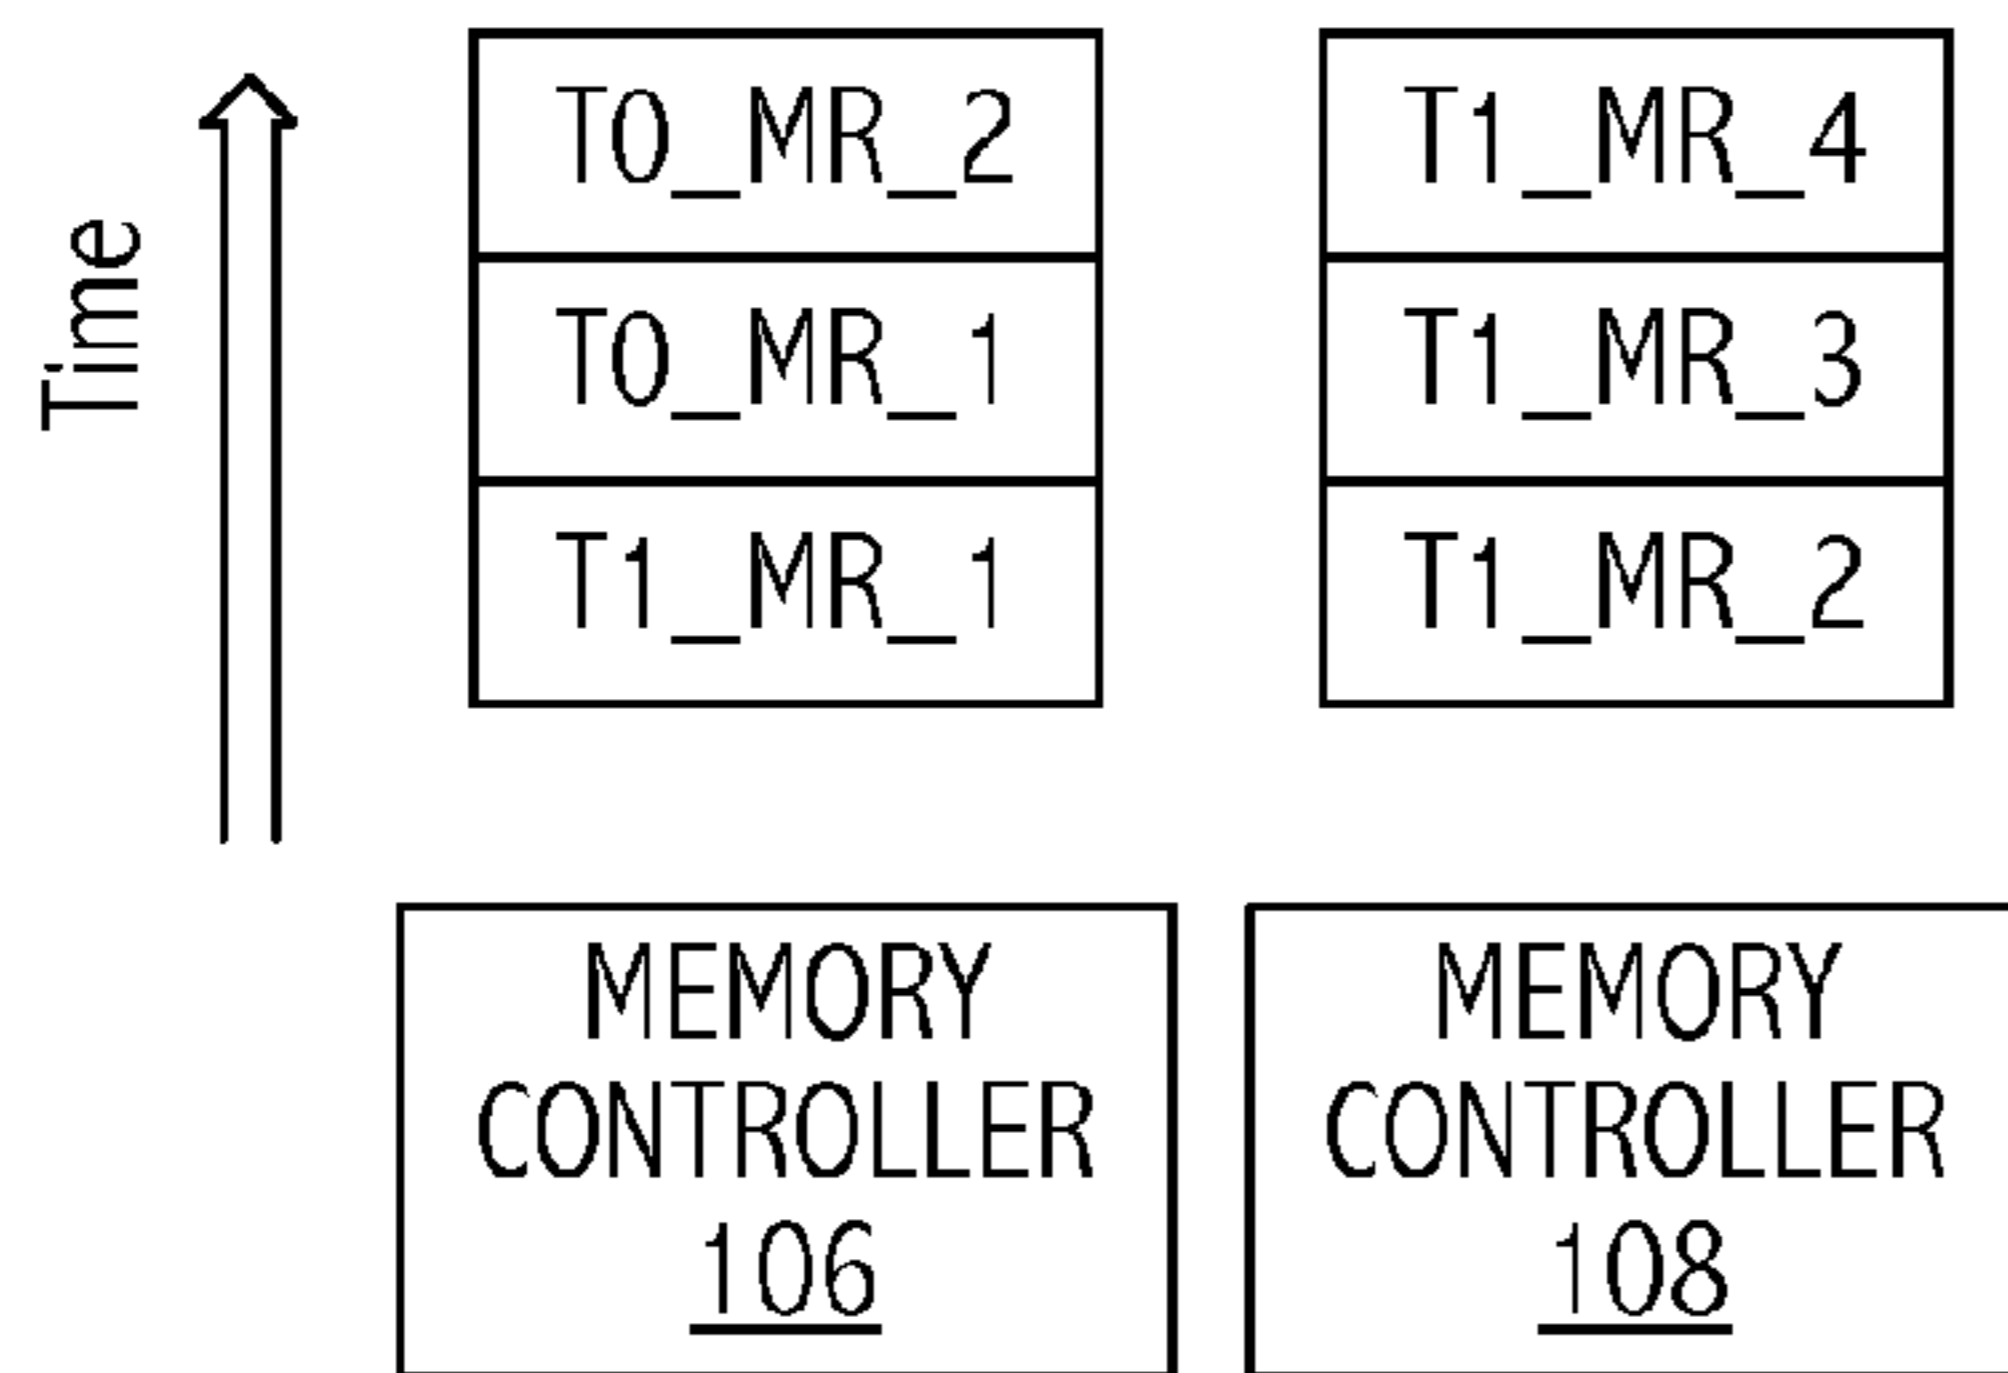 Time
T0_MR_2
T1_MR_4
T0_MR_1
T1_MR_3
T1_MR_1
T1_MR_2
MEMORY
CONTROLLER
106
MEMORY
CONTROLLER
108